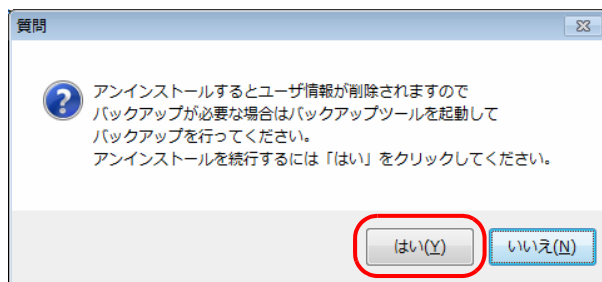 質問
アンインストールするとユーザ情報が削除されますので
バックアップが必要な場合はバックアップツールを起動して
バックアップを行ってください。
アンインストールを続行するには「はい」をクリックしてください。
はい(Y)
いいえ(N)